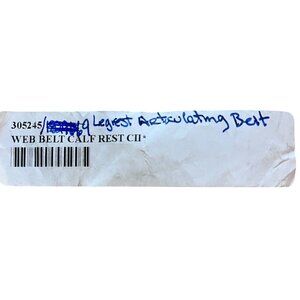 305245/ Legrest Articulating Belt
WEB BELT CALF REST CII*